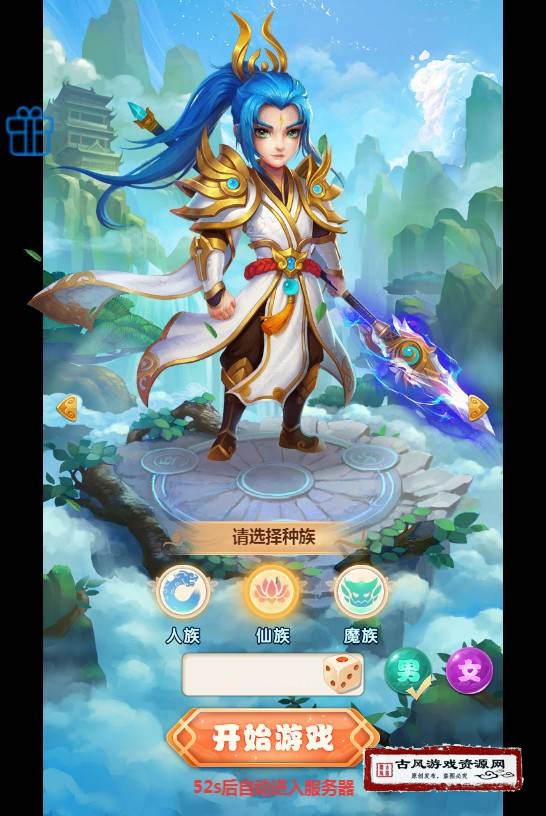 请选择种族
人族 仙族 魔族
男 女
开始游戏
52s后自动进入服务器
古风游戏资源网
原创发布，盗图必究